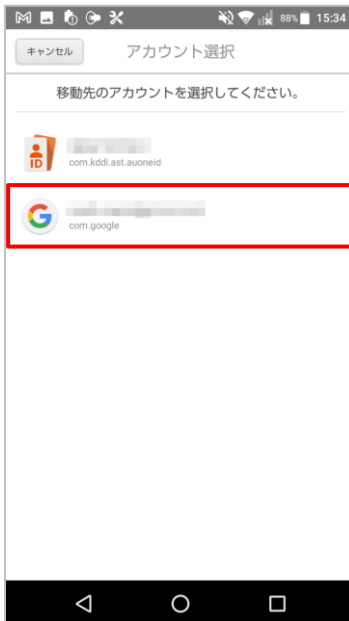 88% 15:34
キャンセル アカウント選択
移動先のアカウントを選択してください。
ID
com.kddi.ast.auoneid
G
com.google